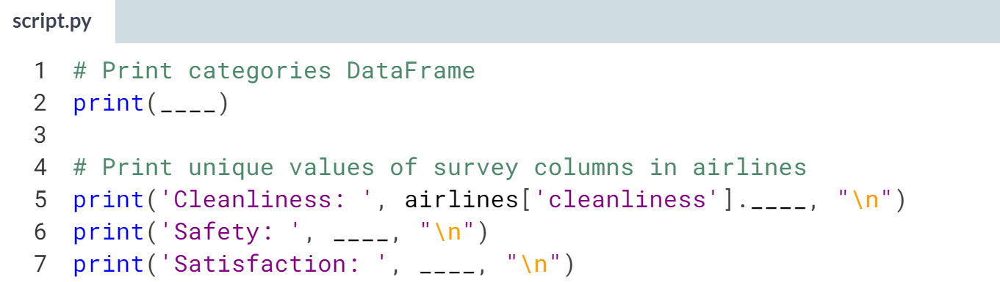 script.py
1 # Print categories DataFrame
2 print(____)
3
4 # Print unique values of survey columns in airlines
5 print('Cleanliness: ', airlines['cleanliness'].____, "\n")
6 print('Safety: ', ____, "\n")
7 print('Satisfaction: ', ____, "\n")